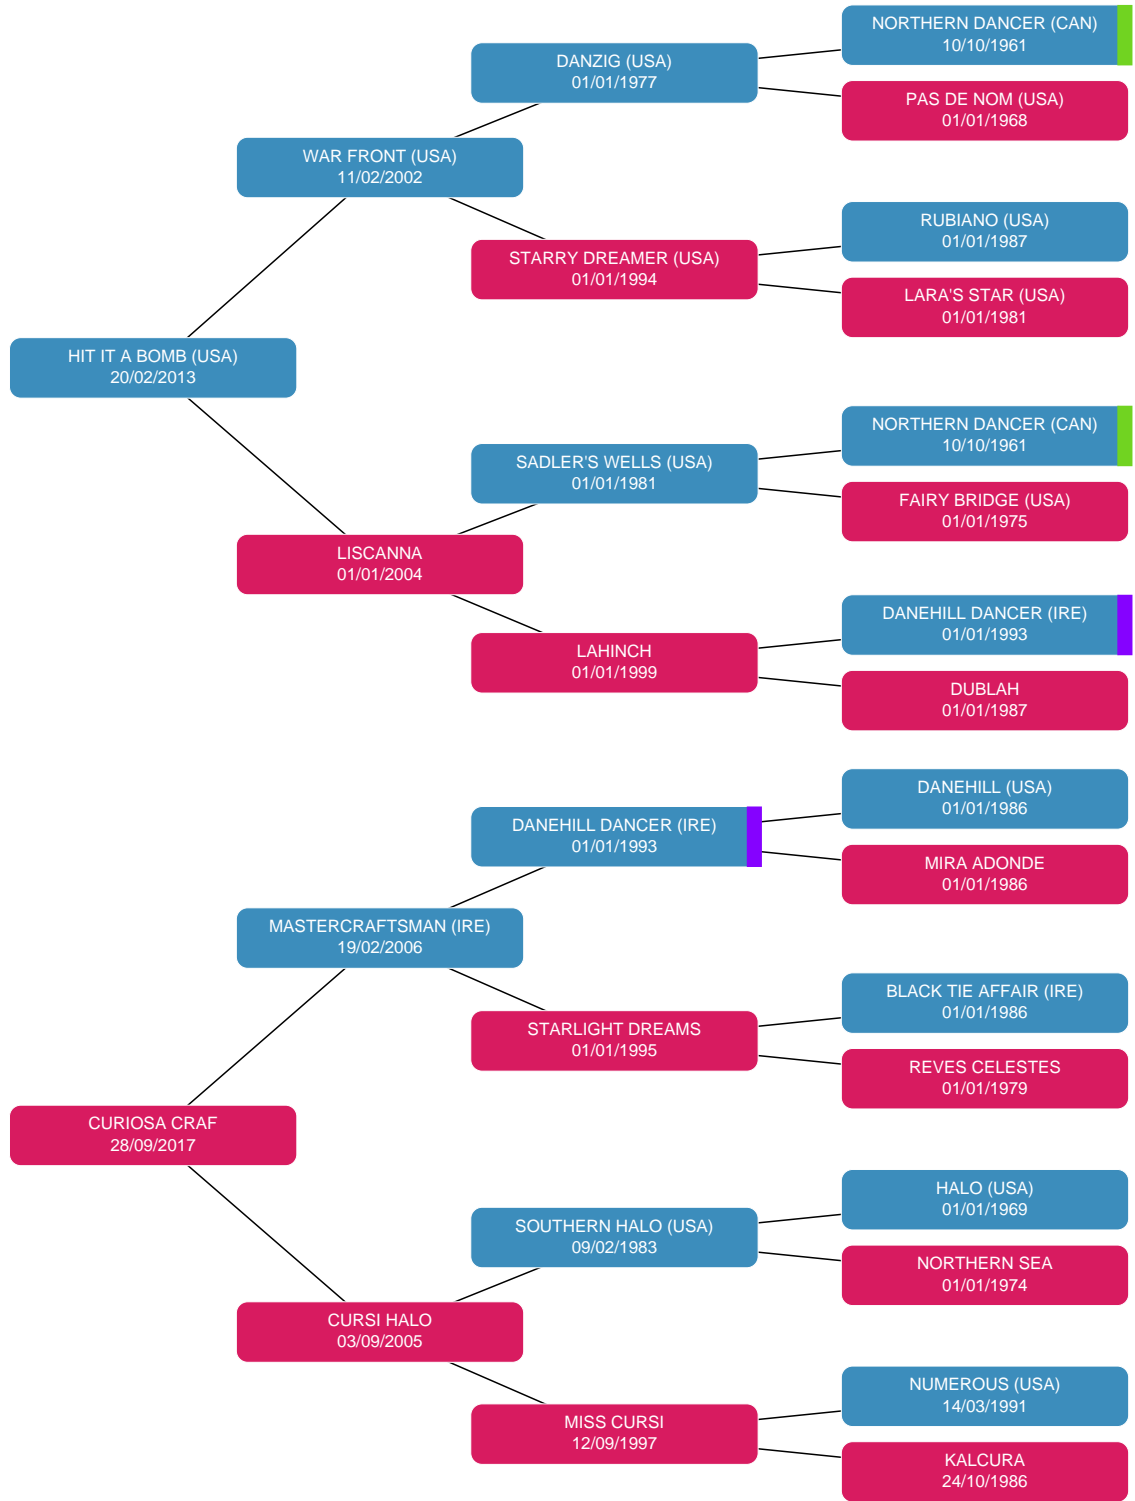 NORTHERN DANCER (CAN)
10/10/1961
DANZIG (USA)
01/01/1977
PAS DE NOM (USA)
01/01/1968
WAR FRONT (USA)
11/02/2002
RUBIANO (USA)
01/01/1987
STARRY DREAMER (USA)
01/01/1994
LARA'S STAR (USA)
01/01/1981
HIT IT A BOMB (USA)
20/02/2013
NORTHERN DANCER (CAN)
10/10/1961
SADLER'S WELLS (USA)
01/01/1981
FAIRY BRIDGE (USA)
01/01/1975
LISCANNA
01/01/2004
DANEHILL DANCER (IRE)
01/01/1993
LAHINCH
01/01/1999
DUBLAH
01/01/1987
DANEHILL (USA)
01/01/1986
DANEHILL DANCER (IRE)
01/01/1993
MIRA ADONDE
01/01/1986
MASTERCRAFTSMAN (IRE)
19/02/2006
BLACK TIE AFFAIR (IRE)
01/01/1986
STARLIGHT DREAMS
01/01/1995
REVES CELESTES
01/01/1979
CURIOSA CRAF
28/09/2017
HALO (USA)
01/01/1969
SOUTHERN HALO (USA)
09/02/1983
NORTHERN SEA
01/01/1974
CURSI HALO
03/09/2005
NUMEROUS (USA)
14/03/1991
MISS CURSI
12/09/1997
KALCURA
24/10/1986